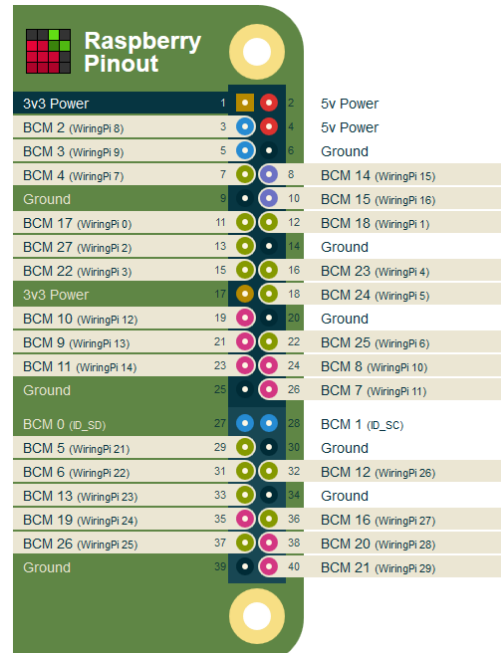 Raspberry
Pinout
3v3 Power 1 2 5v Power
BCM 2 (WiringPi 8) 3 4 5v Power
BCM 3 (WiringPi 9) 5 6 Ground
BCM 4 (WiringPi 7) 7 8 BCM 14 (WiringPi 15)
Ground 9 10 BCM 15 (WiringPi 16)
BCM 17 (WiringPi 0) 11 12 BCM 18 (WiringPi 1)
BCM 27 (WiringPi 2) 13 14 Ground
BCM 22 (WiringPi 3) 15 16 BCM 23 (WiringPi 4)
3v3 Power 17 18 BCM 24 (WiringPi 5)
BCM 10 (WiringPi 12) 19 20 Ground
BCM 9 (WiringPi 13) 21 22 BCM 25 (WiringPi 6)
BCM 11 (WiringPi 14) 23 24 BCM 8 (WiringPi 10)
Ground 25 26 BCM 7 (WiringPi 11)
BCM 0 (ID_SD) 27 28 BCM 1 (ID_SC)
BCM 5 (WiringPi 21) 29 30 Ground
BCM 6 (WiringPi 22) 31 32 BCM 12 (WiringPi 26)
BCM 13 (WiringPi 23) 33 34 Ground
BCM 19 (WiringPi 24) 35 36 BCM 16 (WiringPi 27)
BCM 26 (WiringPi 25) 37 38 BCM 20 (WiringPi 28)
Ground 39 40 BCM 21 (WiringPi 29)